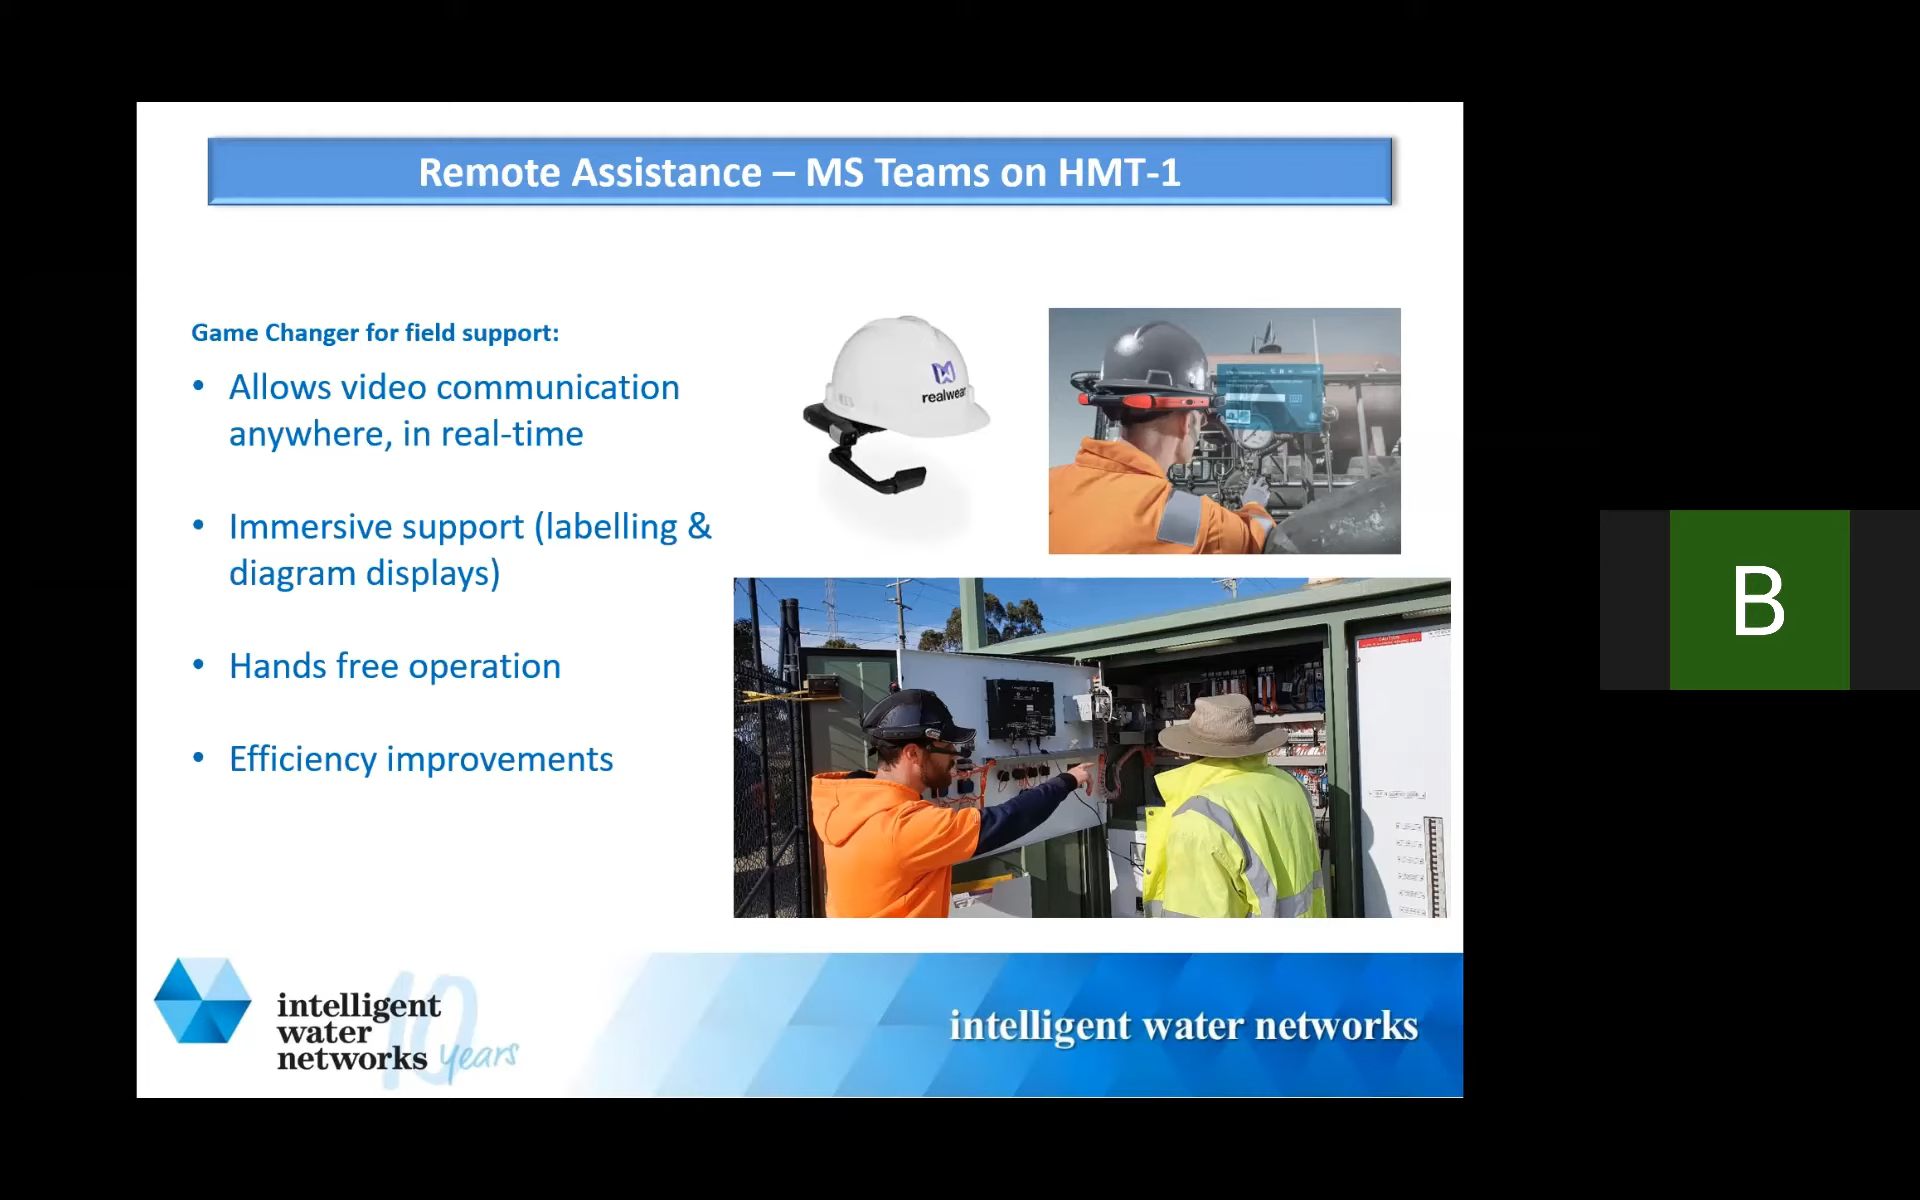 Remote Assistance – MS Teams on HMT-1
Game Changer for field support:
• Allows video communication
anywhere, in real-time
• Immersive support (labelling &
diagram displays)
• Hands free operation
• Efficiency improvements
realwear
intelligent
water
networks
10 years
intelligent water networks
B